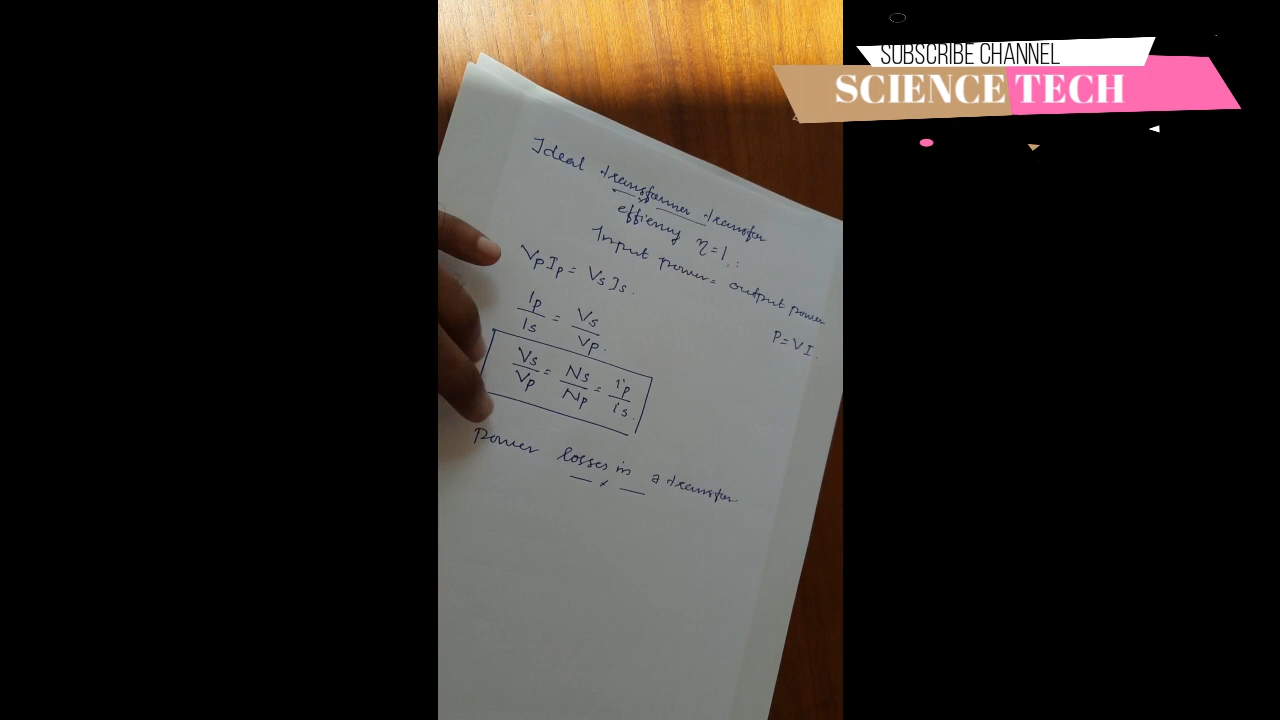 SUBSCRIBE CHANNEL
SCIENCE TECH
Ideal transformer transfer
effieny η=1.:
Input power = output power
P=VI.
VpIp = VsIs.
Ip/Is = Vs/Vp.
Vs/Vp = Ns/Np = ip/is.
Power losses in a transfer